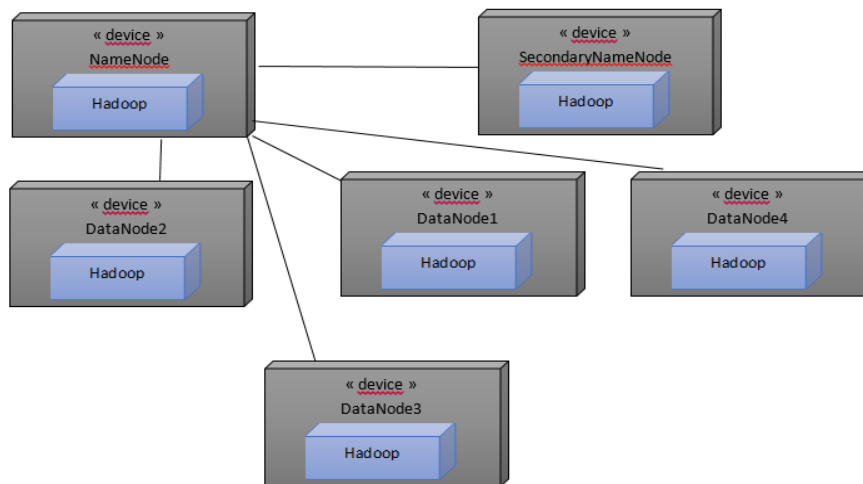 « device »
NameNode
Hadoop
« device »
SecondaryNameNode
Hadoop
« device »
DataNode2
Hadoop
« device »
DataNode1
Hadoop
« device »
DataNode4
Hadoop
« device »
DataNode3
Hadoop